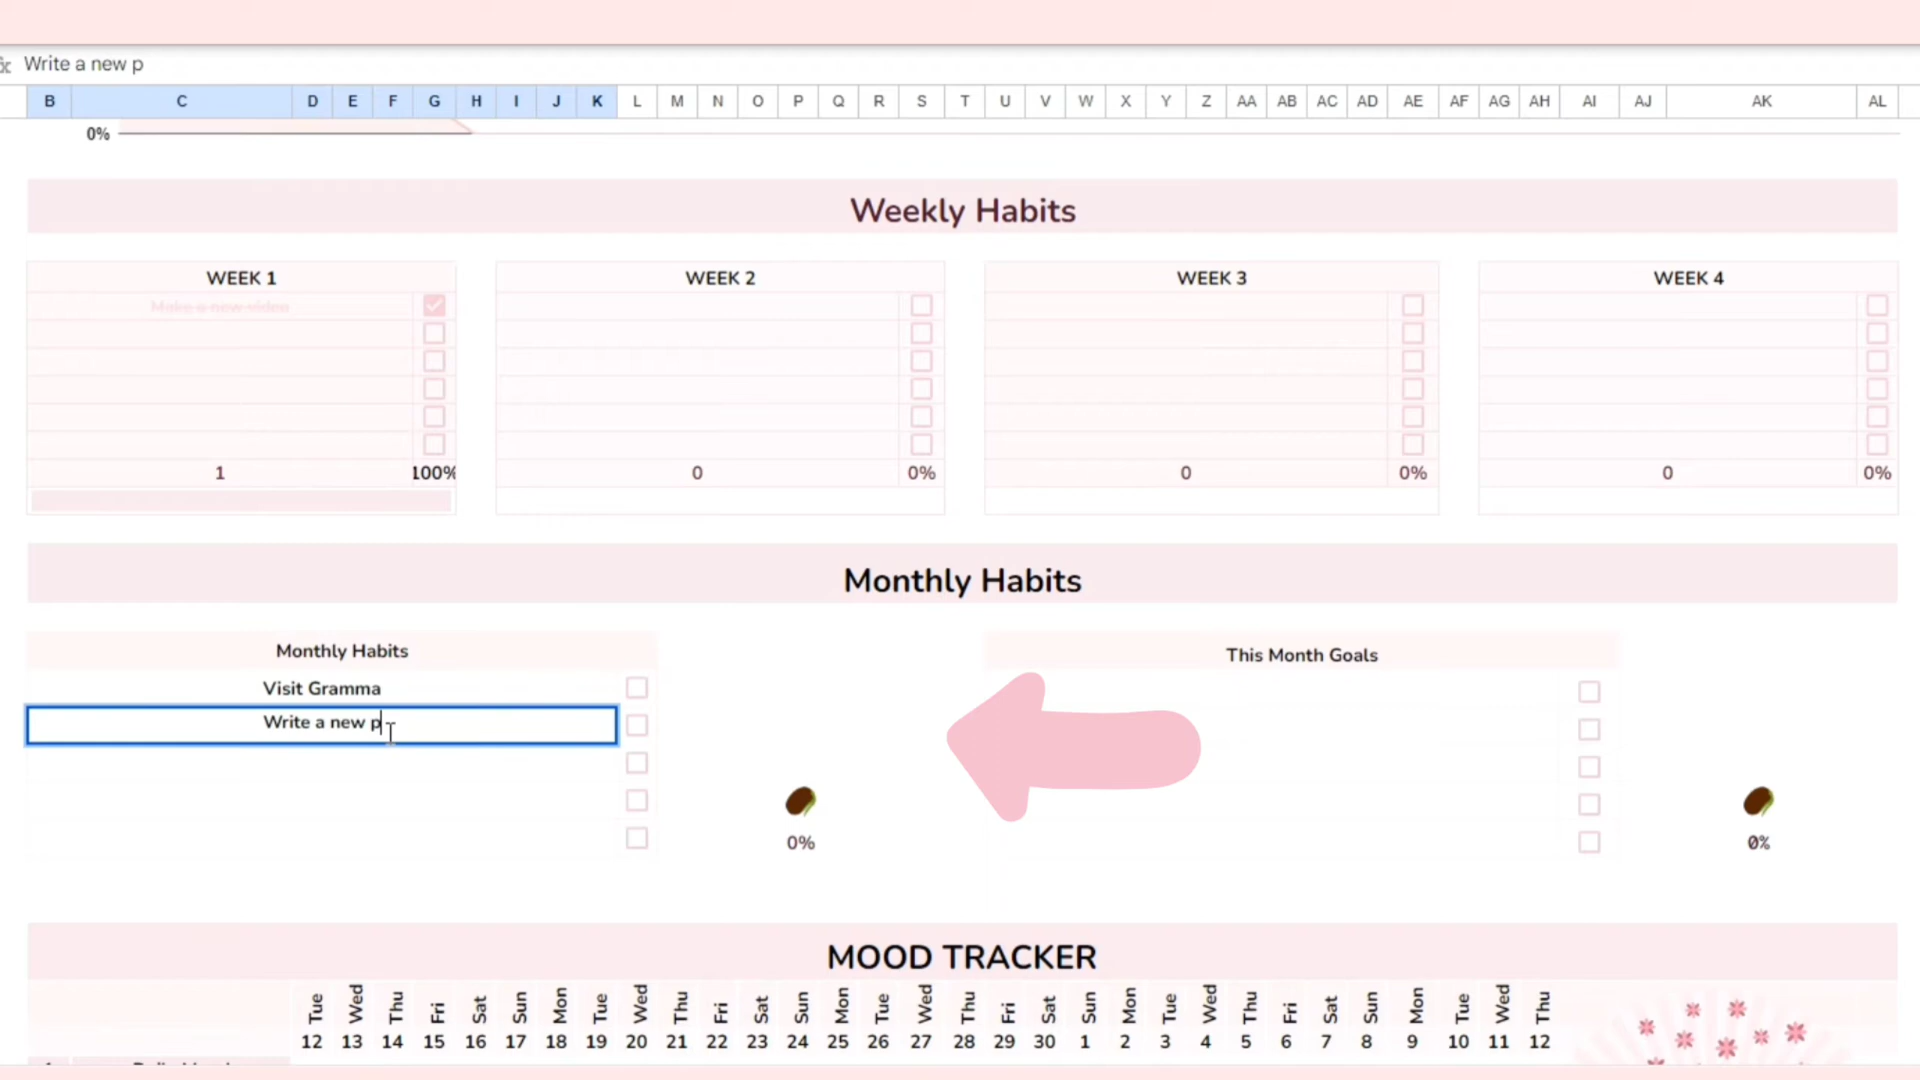 Write a new p
B C D E F G H I J K L M N O P Q R S T U V W X Y Z AA AB AC AD AE AF AG AH AI AJ AK AL
0%
Weekly Habits
WEEK 1 WEEK 2 WEEK 3 WEEK 4
Make a new video
1 100% 0 0% 0 0% 0 0%
Monthly Habits
Monthly Habits This Month Goals
Visit Gramma
Write a new p
0% 0%
MOOD TRACKER
Tue Wed Thu Fri Sat Sun Mon Tue Wed Thu Fri Sat Sun Mon Tue Wed Thu Fri Sat Sun Mon Tue Wed Thu Fri Sat Sun Mon Tue Wed Thu
12 13 14 15 16 17 18 19 20 21 22 23 24 25 26 27 28 29 30 1 2 3 4 5 6 7 8 9 10 11 12